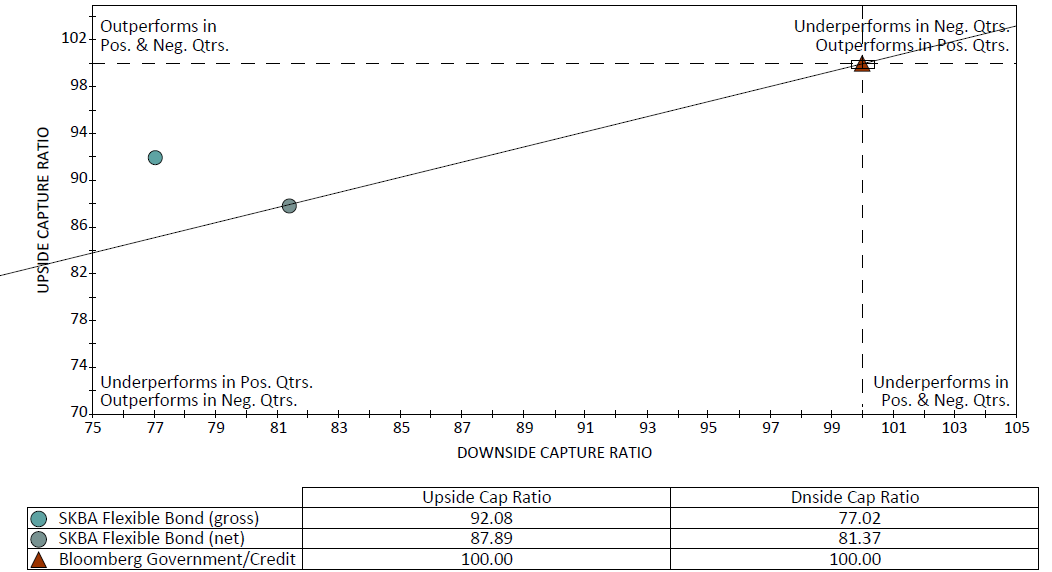 Outperforms in
Pos. & Neg. Qtrs.
Underperforms in Neg. Qtrs.
Outperforms in Pos. Qtrs.
102
98
94
90
86
82
78
74
70
UPSIDE CAPTURE RATIO
Underperforms in Pos. Qtrs.
Outperforms in Neg. Qtrs.
Underperforms in
Pos. & Neg. Qtrs.
75 77 79 81 83 85 87 89 91 93 95 97 99 101 103 105
DOWNSIDE CAPTURE RATIO
Upside Cap Ratio Dnside Cap Ratio
SKBA Flexible Bond (gross) 92.08 77.02
SKBA Flexible Bond (net) 87.89 81.37
Bloomberg Government/Credit 100.00 100.00